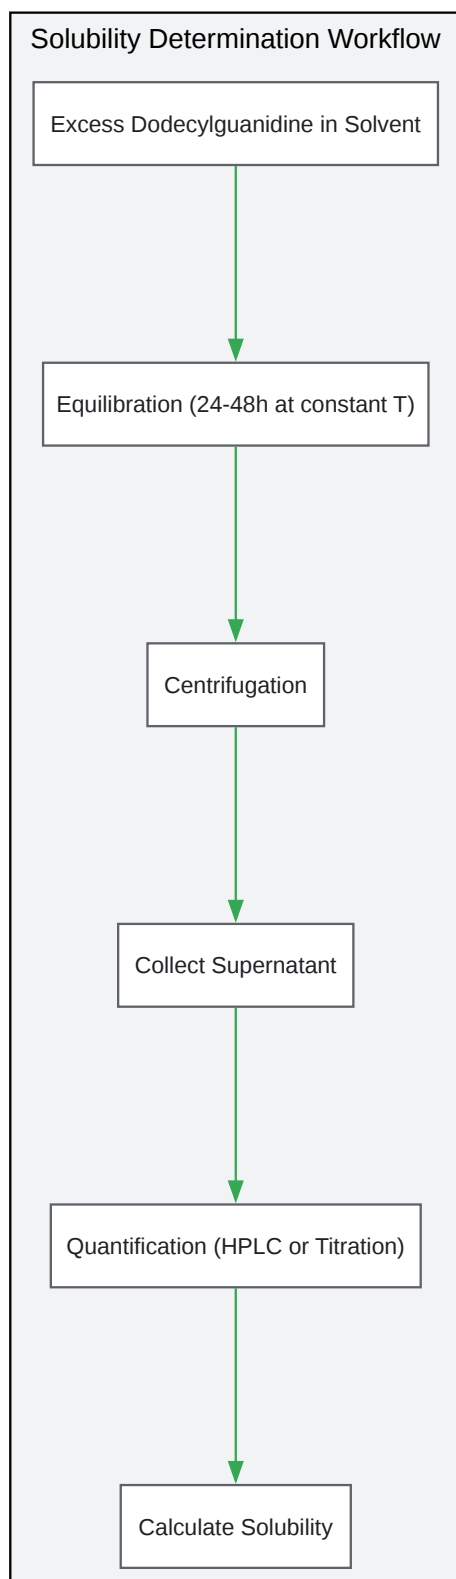 Solubility Determination Workflow
Excess Dodecylguanidine in Solvent
Equilibration (24-48h at constant T)
Centrifugation
Collect Supernatant
Quantification (HPLC or Titration)
Calculate Solubility